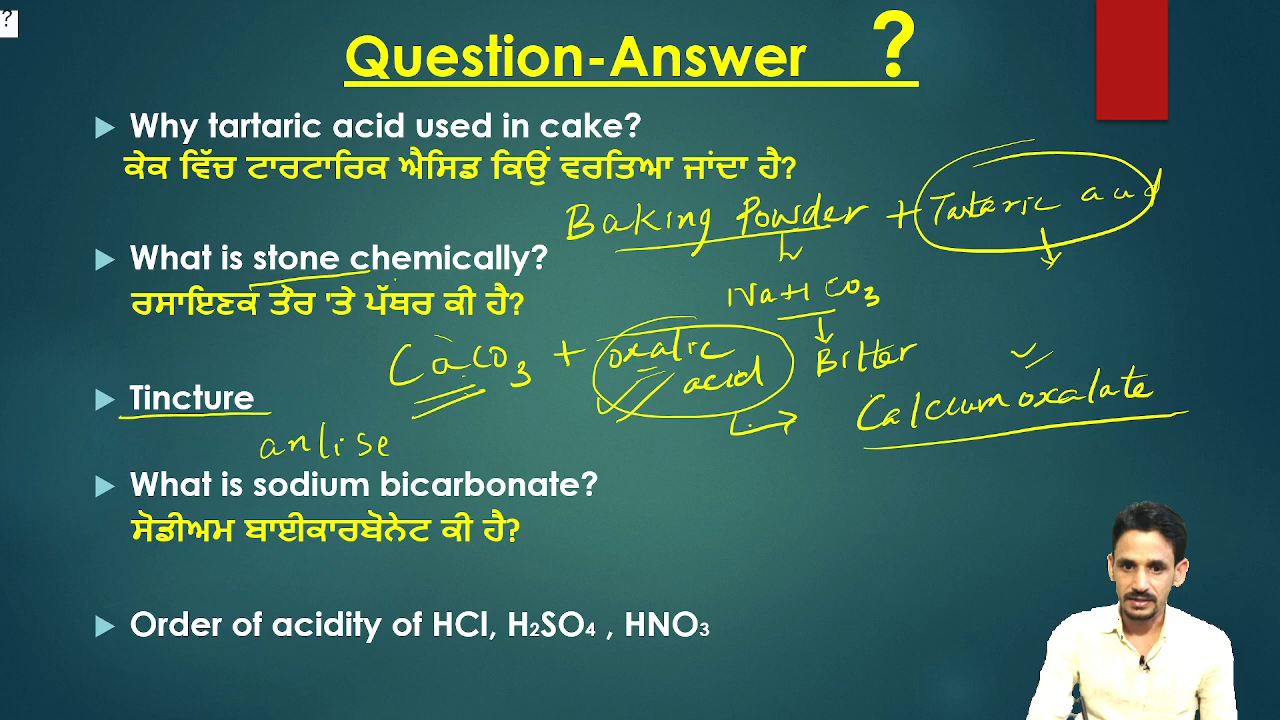 ?
Question-Answer ?
Why tartaric acid used in cake?
ਕੇਕ ਵਿੱਚ ਟਾਰਟਾਰਿਕ ਐਸਿਡ ਕਿਉਂ ਵਰਤਿਆ ਜਾਂਦਾ ਹੈ?
Baking Powder + Tartaric acid
What is stone chemically?
ਰਸਾਇਣਕ ਤੌਰ 'ਤੇ ਪੱਥਰ ਕੀ ਹੈ?
NaHCO3
CaCO3 + oxalic acid
Bitter
Calcium oxalate
Tincture
What is sodium bicarbonate?
ਸੋਡੀਅਮ ਬਾਈਕਾਰਬੋਨੇਟ ਕੀ ਹੈ?
Order of acidity of HCl, H₂SO₄ , HNO₃